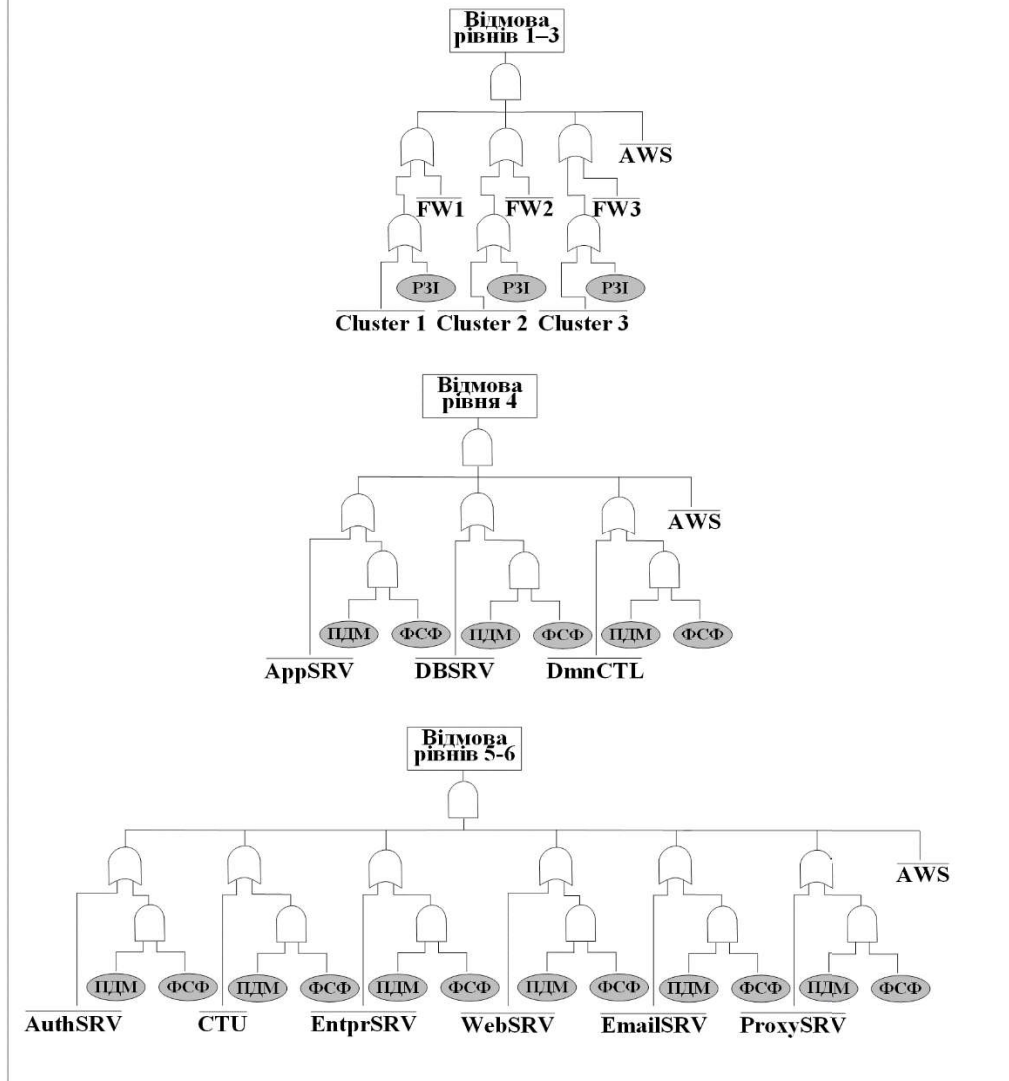 Відмова
рівнів 1–3
AWS
FW1 FW2 FW3
РЗІ РЗІ РЗІ
Cluster 1 Cluster 2 Cluster 3
Відмова
рівня 4
AWS
ПДМ ФСФ ПДМ ФСФ ПДМ ФСФ
AppSRV DBSRV DmnCTL
Відмова
рівнів 5-6
AWS
ПДМ ФСФ ПДМ ФСФ ПДМ ФСФ ПДМ ФСФ ПДМ ФСФ ПДМ ФСФ
AuthSRV CTU EntprSRV WebSRV EmailSRV ProxySRV